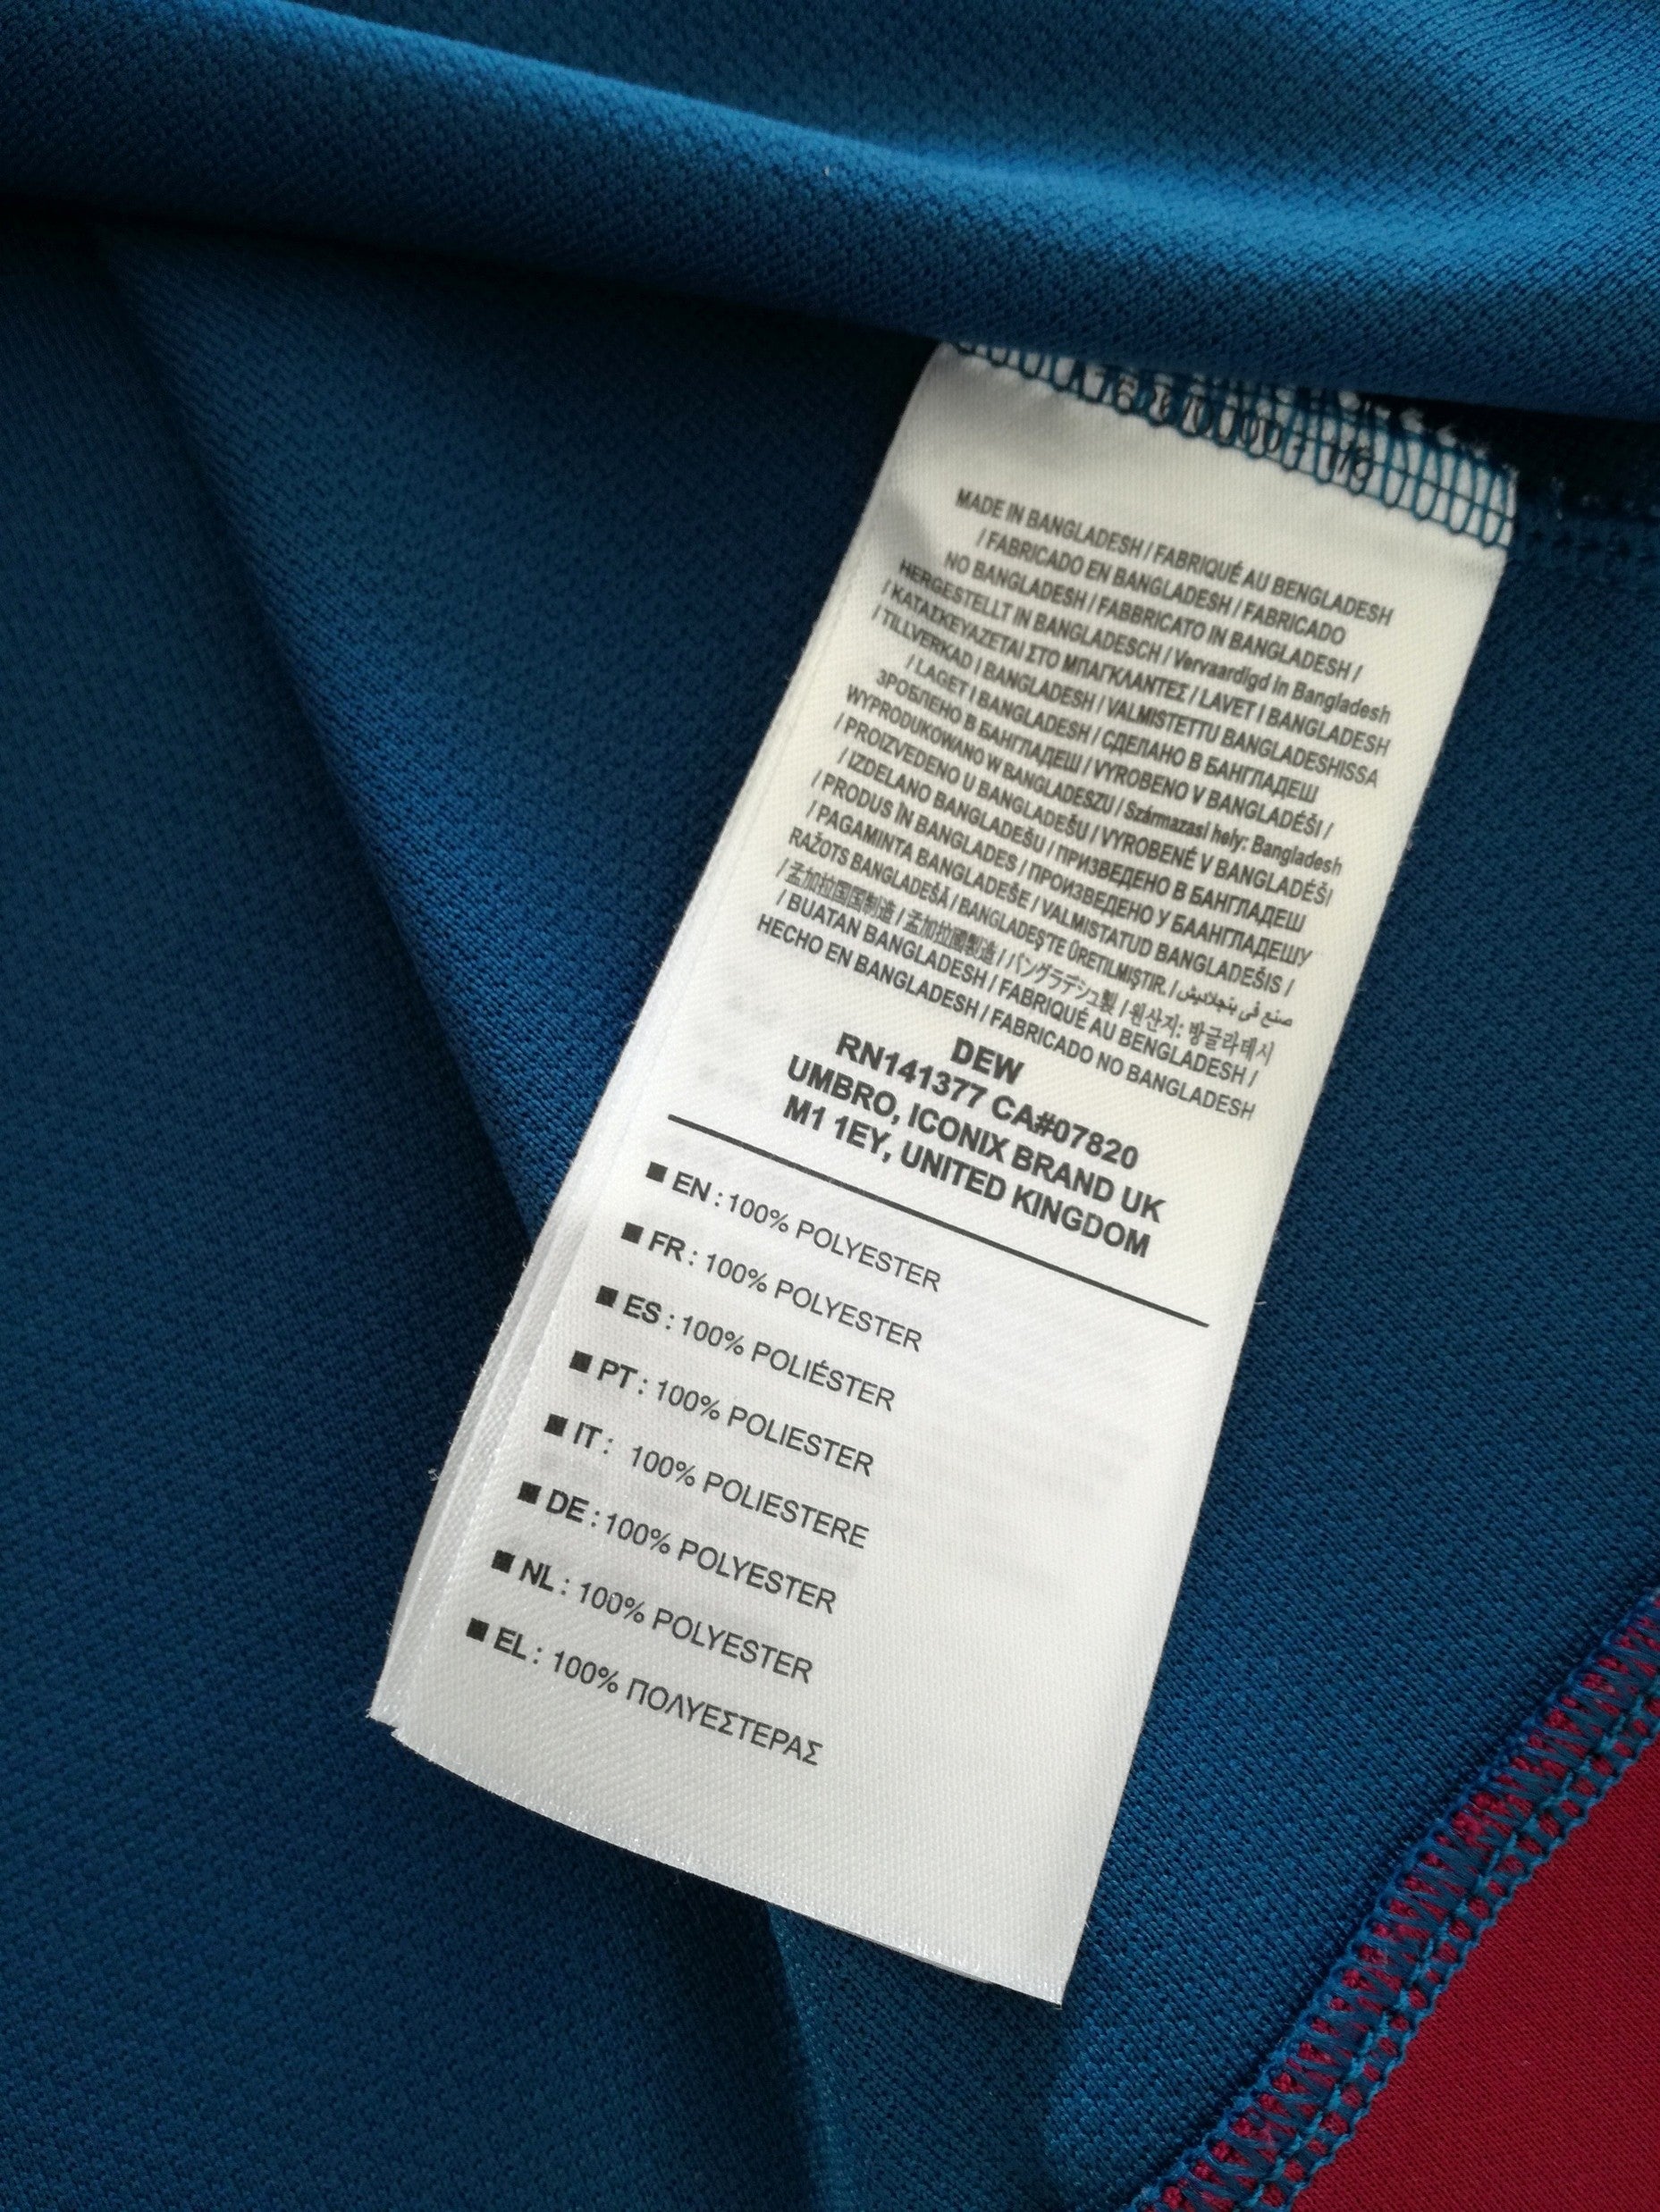 MADE IN BANGLADESH / FABRIQUÉ AU BENGLADESH
/ FABRICADO EN BANGLADESH / FABRICADO
NO BANGLADESH / FABBRICATO IN BANGLADESH /
HERGESTELLT IN BANGLADESCH / Vervaardigd in Bangladesh
/ ΚΑΤΑΣΚΕΥΑΖΕΤΑΙ ΣΤΟ ΜΠΑΓΚΛΑΝΤΕΣ / LAVET I BANGLADESH
/ TILLVERKAD I BANGLADESH / VALMISTETTU BANGLADESHISSA
/ LAGET I BANGLADESH / СДЕЛАНО В БАНГЛАДЕШ
ЗРОБЛЕНО В БАНГЛАДЕШ / VYROBENO V BANGLADÉŠI /
WYPRODUKOWANO W BANGLADESZU / Származasi hely: Bangladesh
/ PROIZVEDENO U BANGLADEŠU / VYROBENÉ V BANGLADÉŠI
/ IZDELANO BANGLADEŠU / ПРИЗВЕДЕНО В БАНГЛАДЕШ
/ PRODUS ÎN BANGLADES / ПРОИЗВЕДЕНО У БААНГЛАДЕШУ
/ PAGAMINTA BANGLADEŠE / VALMISTATUD BANGLADEŠIS /
RAŽOTS BANGLADEŠĀ / BANGLADEŞ'TE ÜRETILMIŞTIR. / صنع في بنجلاديش
/ 孟加拉国国制造 / 孟加拉國製造 / バングラデシュ製 / 원산지: 방글라데시
/ BUATAN BANGLADESH / FABRIQUÉ AU BENGLADESH /
HECHO EN BANGLADESH / FABRICADO NO BANGLADESH
DEW
RN141377 CA#07820
UMBRO, ICONIX BRAND UK
M1 1EY, UNITED KINGDOM
■ EN : 100% POLYESTER
■ FR : 100% POLYESTER
■ ES : 100% POLIÉSTER
■ PT : 100% POLIESTER
■ IT : 100% POLIESTERE
■ DE : 100% POLYESTER
■ NL : 100% POLYESTER
■ EL : 100% ΠΟΛΥΕΣΤΕΡΑΣ